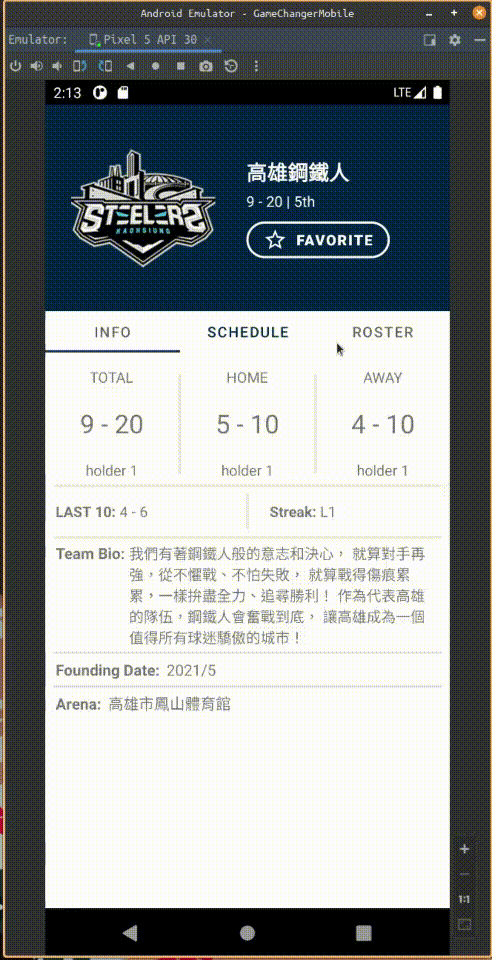 Android Emulator - GameChangerMobile
Emulator: Pixel 5 API 30
2:13 LTE
STEELERS
KAOHSIUNG
高雄鋼鐵人
9 - 20 | 5th
FAVORITE
INFO SCHEDULE ROSTER
TOTAL HOME AWAY
9 - 20 5 - 10 4 - 10
holder 1 holder 1 holder 1
LAST 10: 4 - 6 Streak: L1
Team Bio: 我們有著鋼鐵人般的意志和決心， 就算對手再
強，從不懼戰、不怕失敗， 就算戰得傷痕累
累，一樣拚盡全力、追尋勝利！ 作為代表高雄
的隊伍，鋼鐵人會奮戰到底， 讓高雄成為一個
值得所有球迷驕傲的城市！
Founding Date: 2021/5
Arena: 高雄市鳳山體育館
1:1